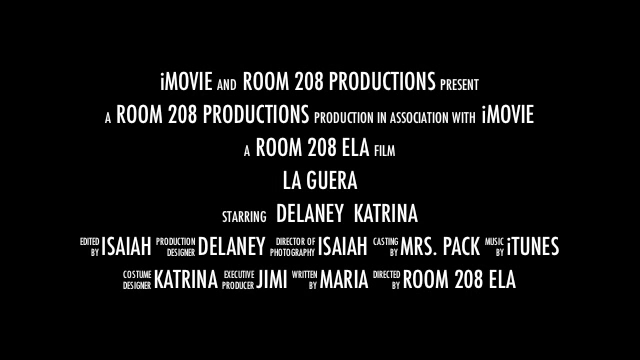 iMOVIE AND ROOM 208 PRODUCTIONS PRESENT
A ROOM 208 PRODUCTIONS PRODUCTION IN ASSOCIATION WITH iMOVIE
A ROOM 208 ELA FILM
LA GUERA
STARRING DELANEY KATRINA
EDITED BY ISAIAH PRODUCTION DESIGNER DELANEY DIRECTOR OF PHOTOGRAPHY ISAIAH CASTING BY MRS. PACK MUSIC BY iTUNES
COSTUME DESIGNER KATRINA EXECUTIVE PRODUCER JIMI WRITTEN BY MARIA DIRECTED BY ROOM 208 ELA